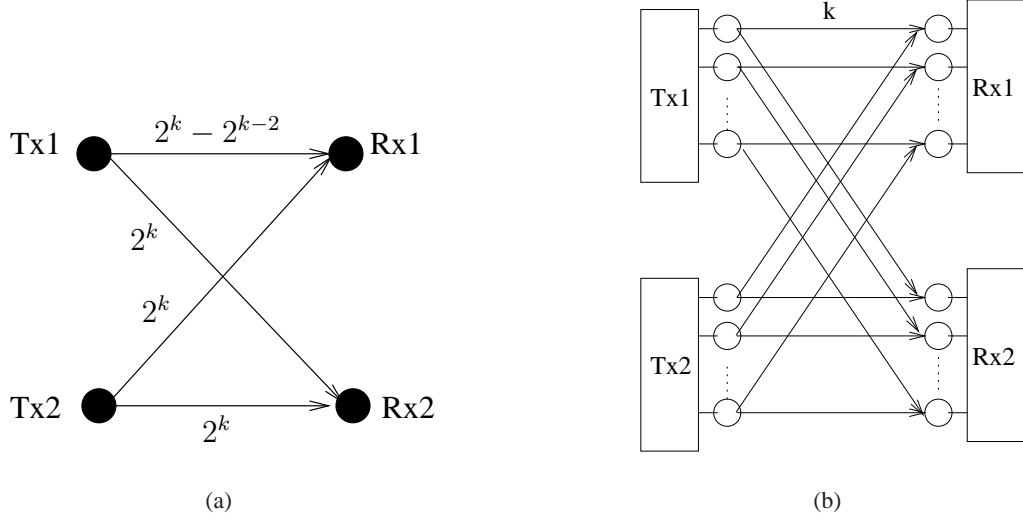 Tx1
2^k − 2^{k−2}
Rx1
2^k
2^k
Tx2
2^k
Rx2
(a)
k
Tx1
Rx1
Tx2
Rx2
(b)